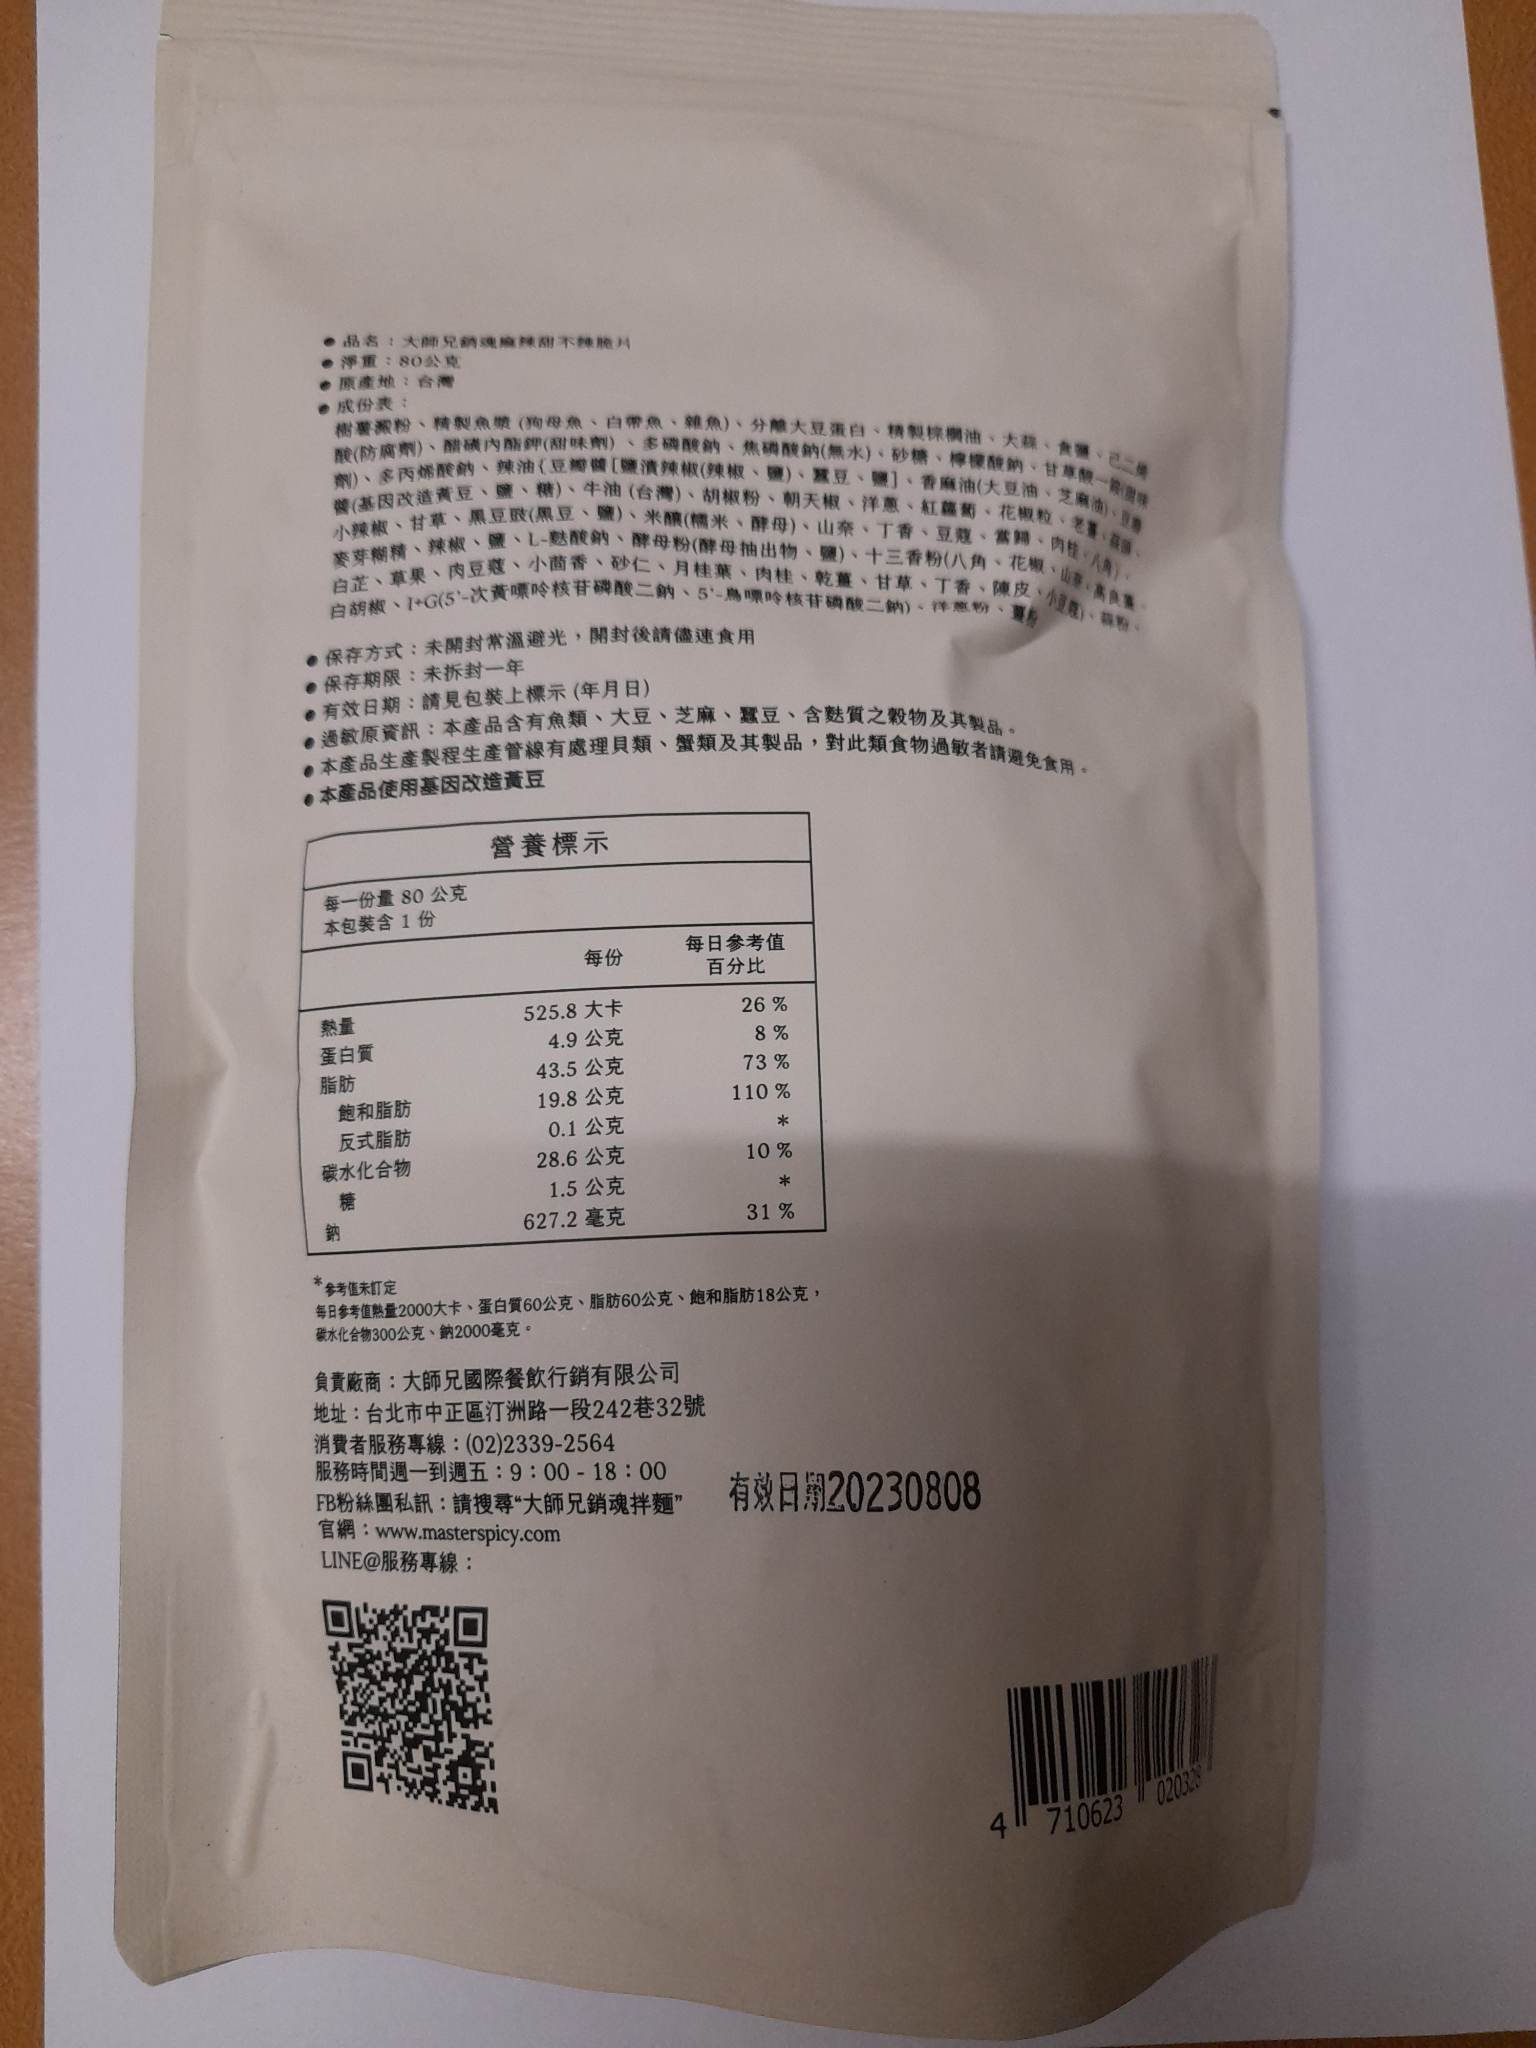 ● 品名：大師兄銷魂麻辣甜不辣脆片
● 淨重：80公克
● 原產地：台灣
● 成份表：
樹薯澱粉、精製魚漿 (狗母魚、白帶魚、雜魚)、分離大豆蛋白、精製棕櫚油、大蒜、食鹽、己二烯
酸(防腐劑)、醋磺內酯鉀(甜味劑)、多磷酸鈉、焦磷酸鈉(無水)、砂糖、檸檬酸鈉、甘草酸一銨(甜味
劑)、多丙烯酸鈉、辣油{豆瓣醬[鹽漬辣椒(辣椒、鹽)、蠶豆、鹽]、香麻油(大豆油、芝麻油)、豆瓣
醬(基因改造黃豆、鹽、糖)、牛油 (台灣)、胡椒粉、朝天椒、洋蔥、紅蘿蔔、花椒粒、老薑、蒜頭、
小辣椒、甘草、黑豆豉(黑豆、鹽)、米釀(糯米、酵母)、山奈、丁香、豆蔻、當歸、肉桂、八角}、
麥芽糊精、辣椒、鹽、L-麩酸鈉、酵母粉(酵母抽出物、鹽)、十三香粉(八角、花椒、山奈、高良薑、
白芷、草果、肉豆蔻、小茴香、砂仁、月桂葉、肉桂、乾薑、甘草、丁香、陳皮、小豆蔻)、蒜粉、
白胡椒、I+G(5'-次黃嘌呤核苷磷酸二鈉、5'-鳥嘌呤核苷磷酸二鈉)、洋蔥粉、薑粉
● 保存方式：未開封常溫避光，開封後請儘速食用
● 保存期限：未拆封一年
● 有效日期：請見包裝上標示 (年月日)
● 過敏原資訊：本產品含有魚類、大豆、芝麻、蠶豆、含麩質之穀物及其製品。
● 本產品生產製程生產管線有處理貝類、蟹類及其製品，對此類食物過敏者請避免食用。
● 本產品使用基因改造黃豆
營養標示
每一份量 80 公克
本包裝含 1 份
每份 每日參考值百分比
熱量 525.8 大卡 26 %
蛋白質 4.9 公克 8 %
脂肪 43.5 公克 73 %
飽和脂肪 19.8 公克 110 %
反式脂肪 0.1 公克 *
碳水化合物 28.6 公克 10 %
糖 1.5 公克 *
鈉 627.2 毫克 31 %
*參考值未訂定
每日參考值熱量2000大卡、蛋白質60公克、脂肪60公克、飽和脂肪18公克，
碳水化合物300公克、鈉2000毫克。
負責廠商：大師兄國際餐飲行銷有限公司
地址：台北市中正區汀洲路一段242巷32號
消費者服務專線：(02)2339-2564
服務時間週一到週五：9：00 - 18：00
FB粉絲團私訊：請搜尋“大師兄銷魂拌麵”
有效日期20230808
官網：www.masterspicy.com
LINE@服務專線：
4 710623 020328